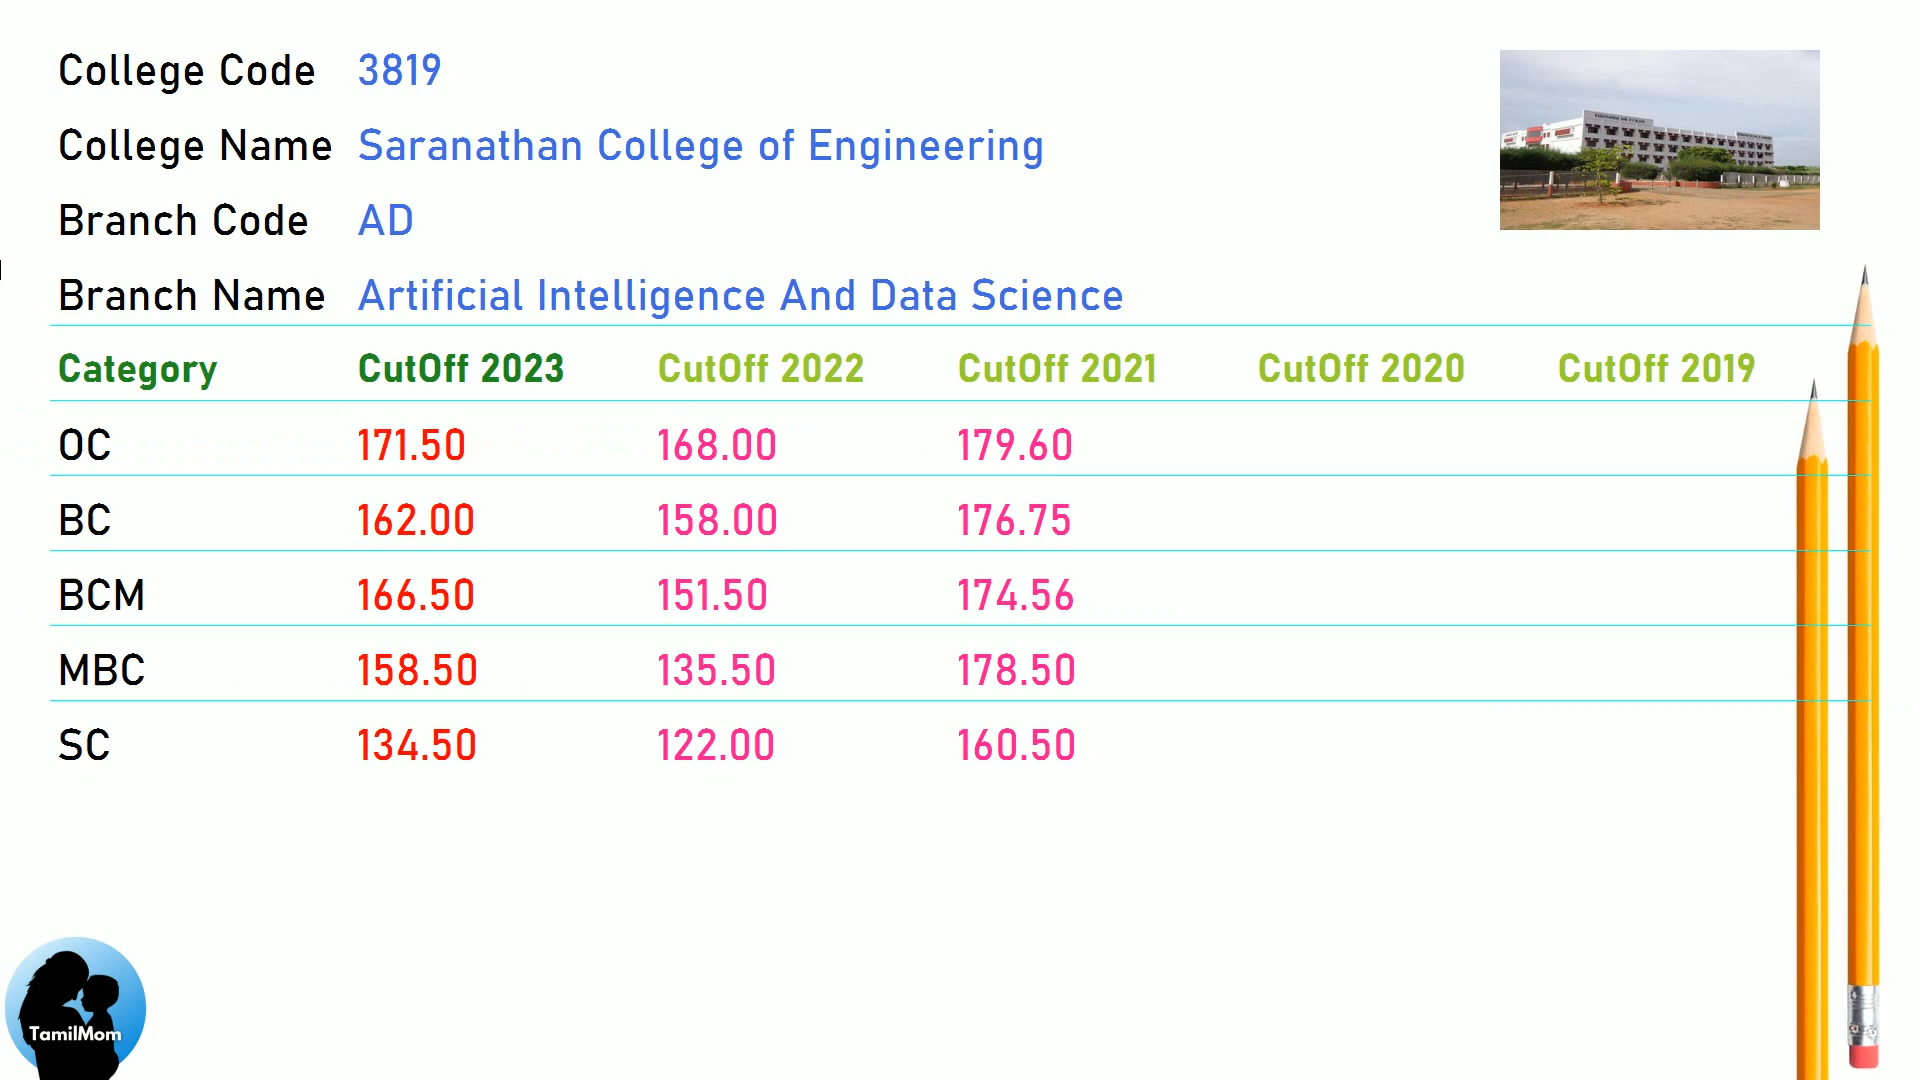 College Code 3819
College Name Saranathan College of Engineering
Branch Code AD
Branch Name Artificial Intelligence And Data Science
Category CutOff 2023 CutOff 2022 CutOff 2021 CutOff 2020 CutOff 2019
OC 171.50 168.00 179.60
BC 162.00 158.00 176.75
BCM 166.50 151.50 174.56
MBC 158.50 135.50 178.50
SC 134.50 122.00 160.50
TamilMom